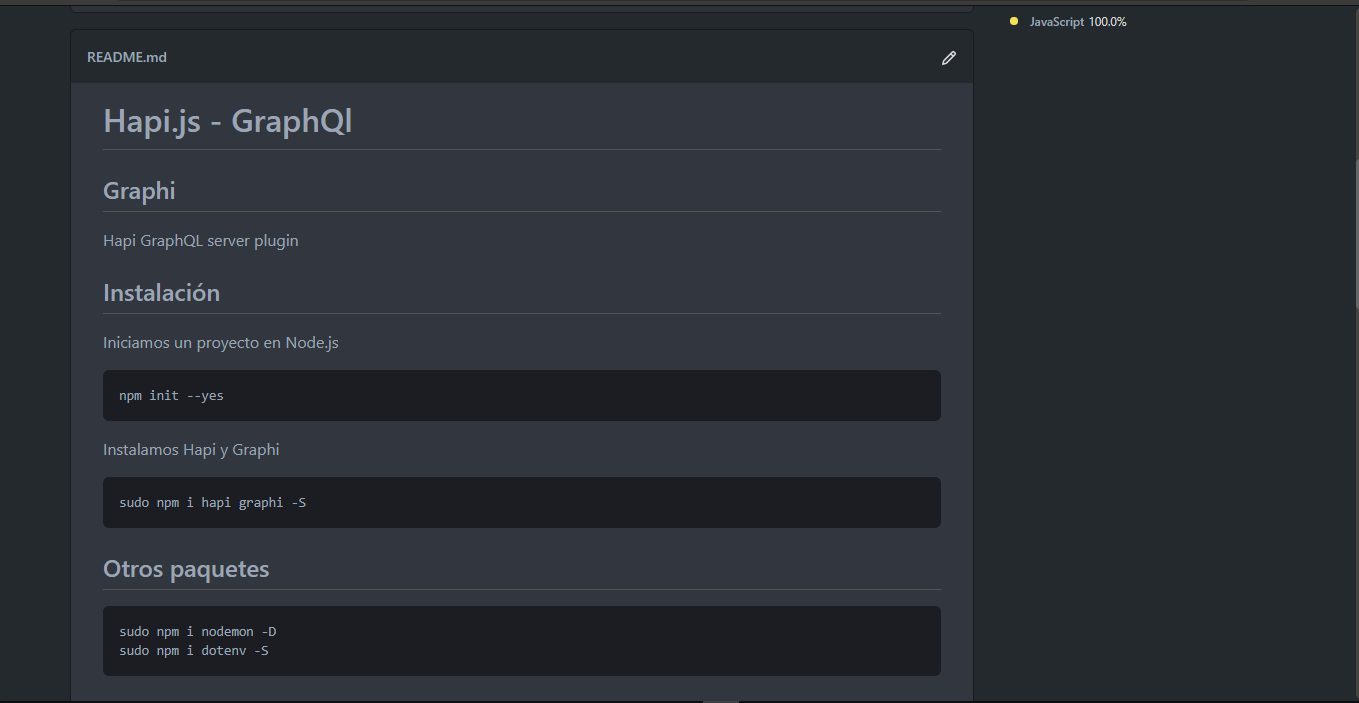 JavaScript 100.0%
README.md
Hapi.js - GraphQl
Graphi
Hapi GraphQL server plugin
Instalación
Iniciamos un proyecto en Node.js
npm init --yes
Instalamos Hapi y Graphi
sudo npm i hapi graphi -S
Otros paquetes
sudo npm i nodemon -D
sudo npm i dotenv -S